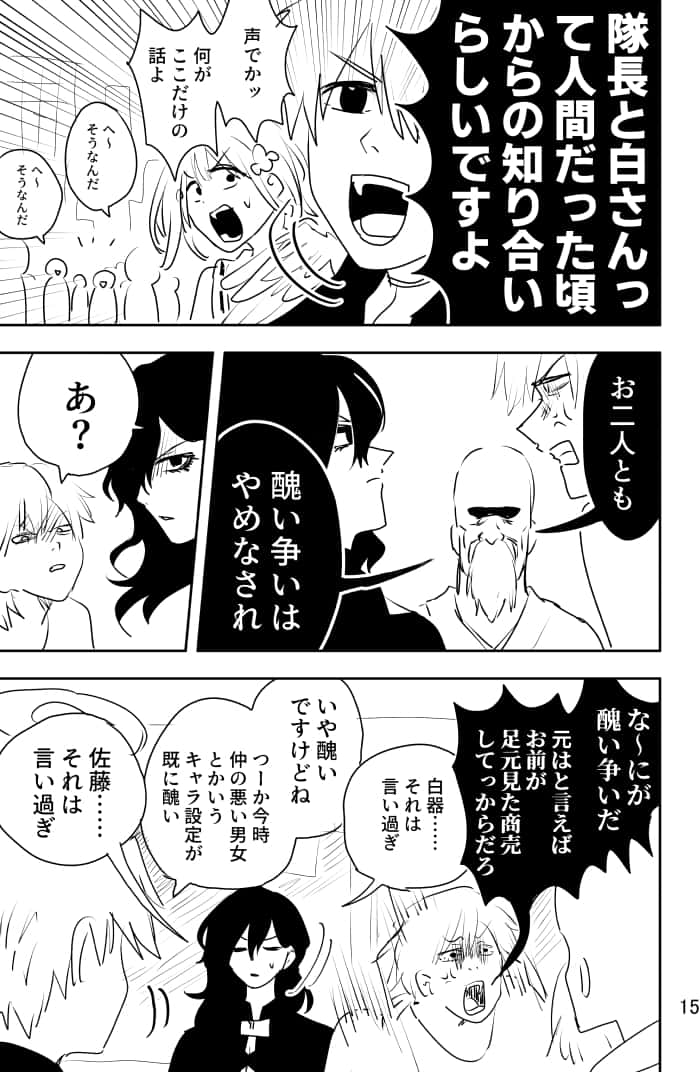 隊長と白さんっ
て人間だった頃
からの知り合い
らしいですよ
声でかッ
何が
ここだけの
話よ
へ〜
そうなんだ
へ〜
そうなんだ
お二人とも
醜い争いは
やめなされ
あ？
な〜にが
醜い争いだ
元はと言えば
お前が
足元見た商売
してっからだろ
白器……
それは
言い過ぎ
いや醜い
ですけどね
つーか今時
仲の悪い男女
とかいう
キャラ設定が
既に醜い
佐藤……
それは
言い過ぎ
15